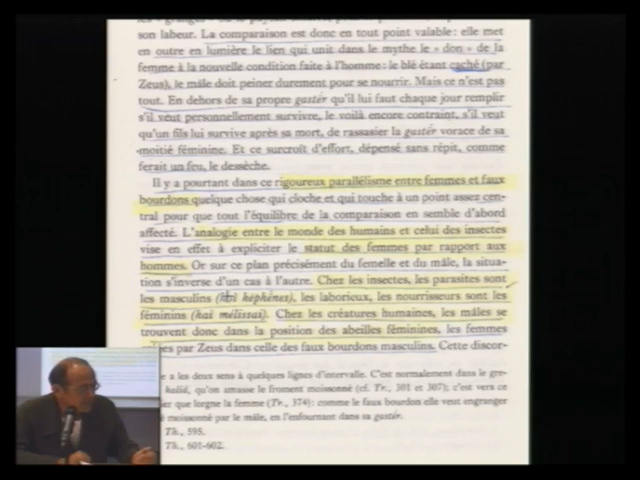 son labeur. La comparaison est donc en tout point valable : elle met
en outre en lumière le lien qui unit dans le mythe le « don » de la
femme à la nouvelle condition faite à l'homme : le blé étant caché (par
Zeus), le mâle doit peiner durement pour se nourrir. Mais ce n'est pas
tout. En dehors de sa propre gastér qu'il lui faut chaque jour remplir
s'il veut personnellement survivre, le voilà encore contraint, s'il veut
qu'un fils lui survive après sa mort, de rassasier la gastér vorace de sa
moitié féminine. Et ce surcroît d'effort, dépensé sans répit, comme
ferait un feu, le dessèche.
Il y a pourtant dans ce rigoureux parallélisme entre femmes et faux
bourdons quelque chose qui cloche et qui touche à un point assez cen-
tral pour que tout l'équilibre de la comparaison en semble d'abord
affecté. L'analogie entre le monde des humains et celui des insectes
vise en effet à expliciter le statut des femmes par rapport aux
hommes. Or sur ce plan précisément du femelle et du mâle, la situa-
tion s'inverse d'un cas à l'autre. Chez les insectes, les parasites sont
les masculins (hoi kèphênes), les laborieux, les nourrisseurs sont les
féminins (hai mélissai). Chez les créatures humaines, les mâles se
trouvent donc dans la position des abeilles féminines, les femmes
par Zeus dans celle des faux bourdons masculins. Cette discor-
a les deux sens à quelques lignes d'intervalle. C'est normalement dans le gre-
qu'on amasse le froment moissonné (cf. Tr., 301 et 307); c'est vers ce
que lorgne la femme (Tr., 374): comme le faux bourdon elle veut engranger
moissonné par le mâle, en l'enfournant dans sa gastér.
Th., 595.
Th., 601-602.